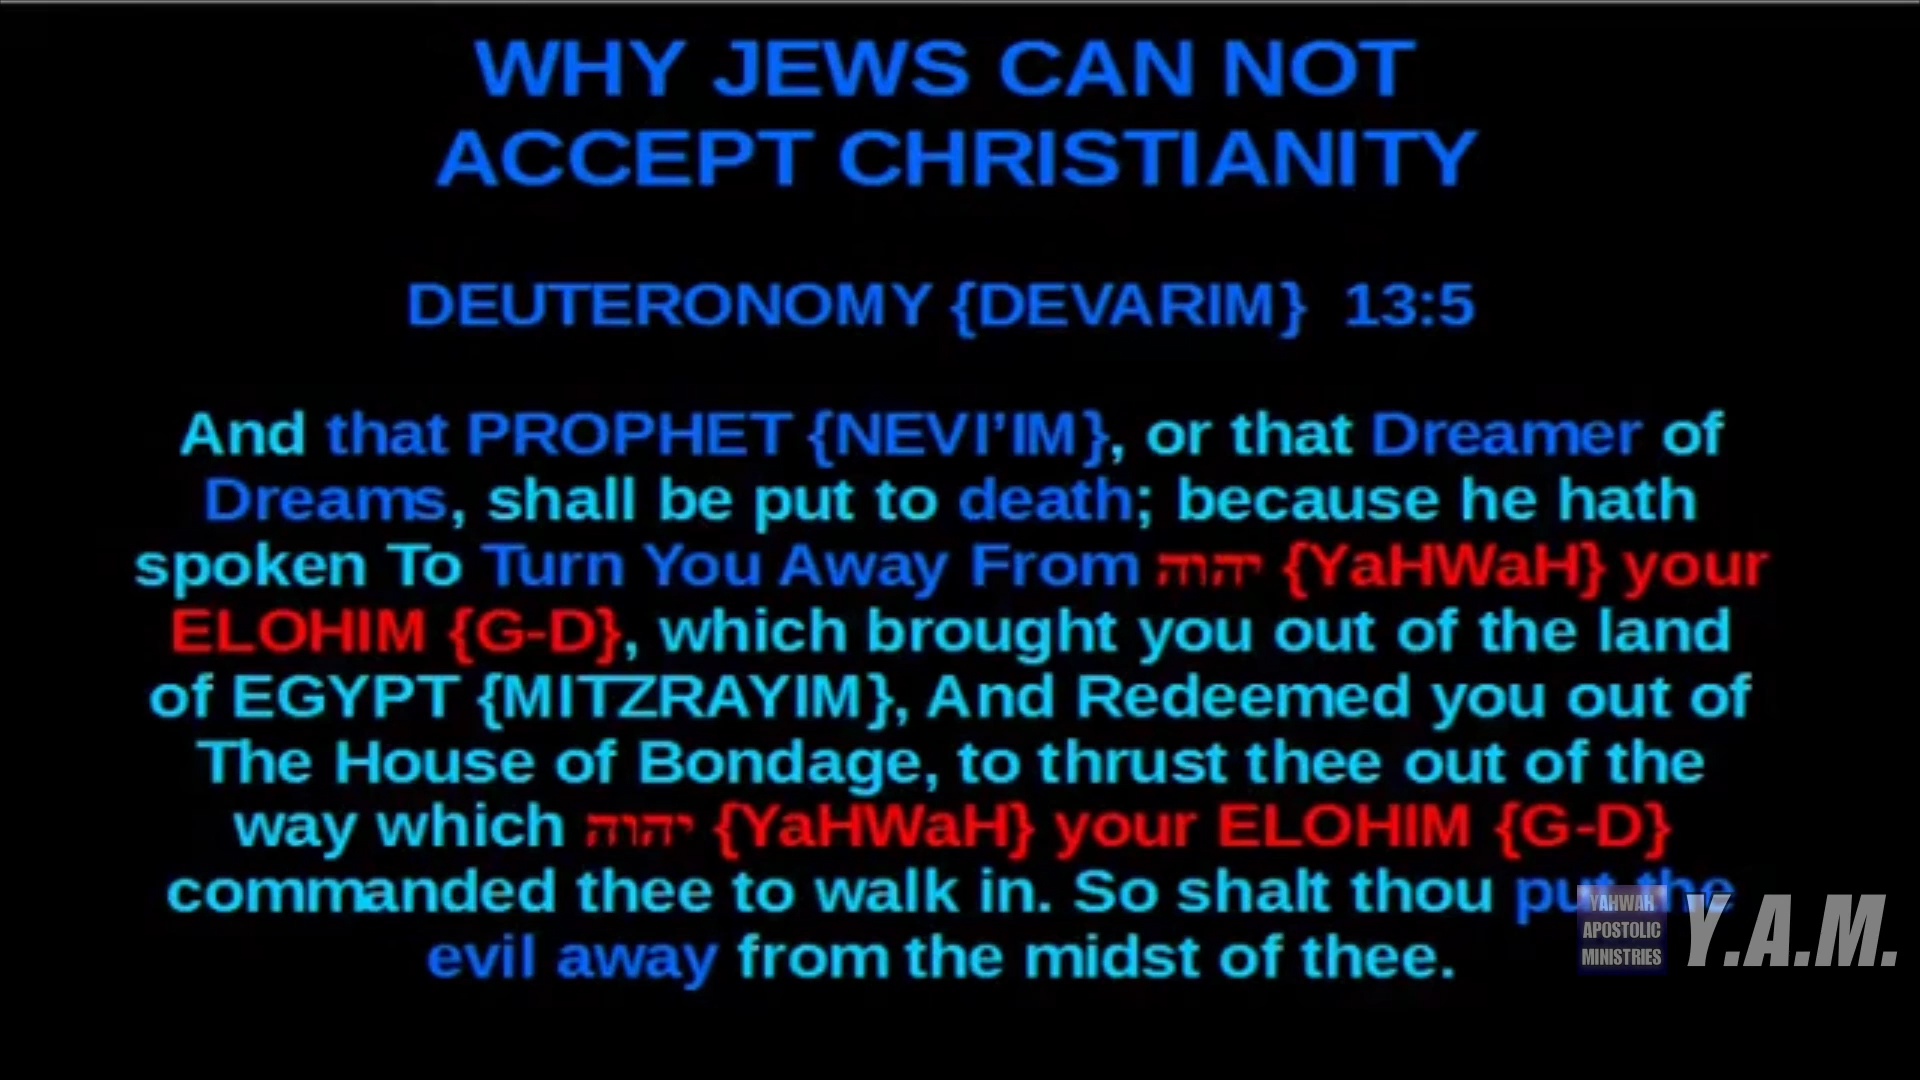 WHY JEWS CAN NOT
ACCEPT CHRISTIANITY
DEUTERONOMY {DEVARIM} 13:5
And that PROPHET {NEVI’IM}, or that Dreamer of
Dreams, shall be put to death; because he hath
spoken To Turn You Away From יהוה {YaHWaH} your
ELOHIM {G-D}, which brought you out of the land
of EGYPT {MITZRAYIM}, And Redeemed you out of
The House of Bondage, to thrust thee out of the
way which יהוה {YaHWaH} your ELOHIM {G-D}
commanded thee to walk in. So shalt thou put the
evil away from the midst of thee.
YAHWAH
APOSTOLIC
MINISTRIES
Y.A.M.